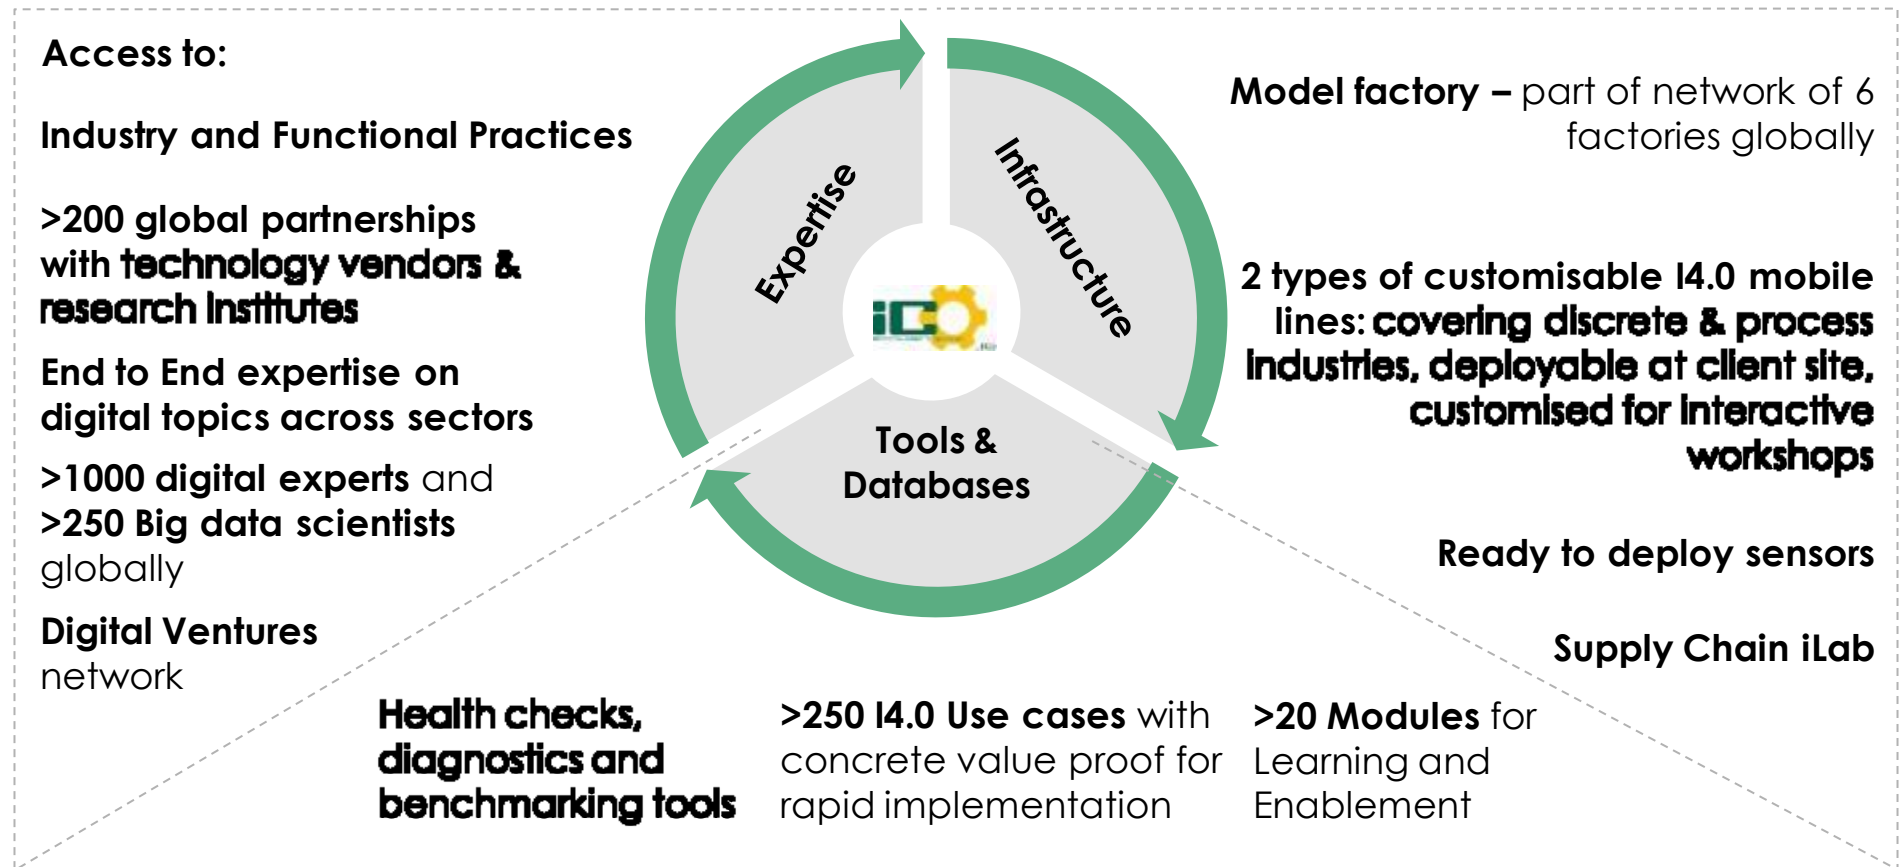 Access to:
Industry and Functional Practices
>200 global partnerships
with technology vendors &
research institutes
End to End expertise on
digital topics across sectors
>1000 digital experts and
>250 Big data scientists
globally
Digital Ventures
network
Expertise
Infrastructure
Tools &
Databases
Model factory – part of network of 6
factories globally
2 types of customisable I4.0 mobile
lines: covering discrete & process
industries, deployable at client site,
customised for interactive
workshops
Ready to deploy sensors
Supply Chain iLab
Health checks,
diagnostics and
benchmarking tools
>250 I4.0 Use cases with
concrete value proof for
rapid implementation
>20 Modules for
Learning and
Enablement